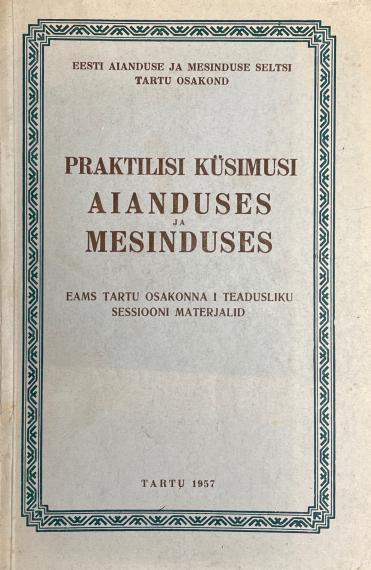 EESTI AIANDUSE JA MESINDUSE SELTSI
TARTU OSAKOND
PRAKTILISI KÜSIMUSI
AIANDUSES
JA
MESINDUSES
EAMS TARTU OSAKONNA I TEADUSLIKU
SESSIOONI MATERJALID
TARTU 1957